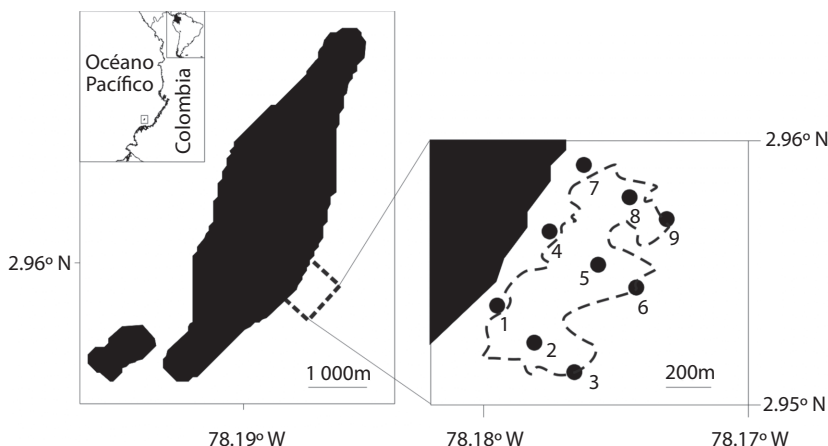 Océano
Pacífico
Colombia
2.96º N
1 000m
78.19º W
2.96º N
7
8
9
4
5
6
1
2
3
200m
2.95º N
78.18º W
78.17º W